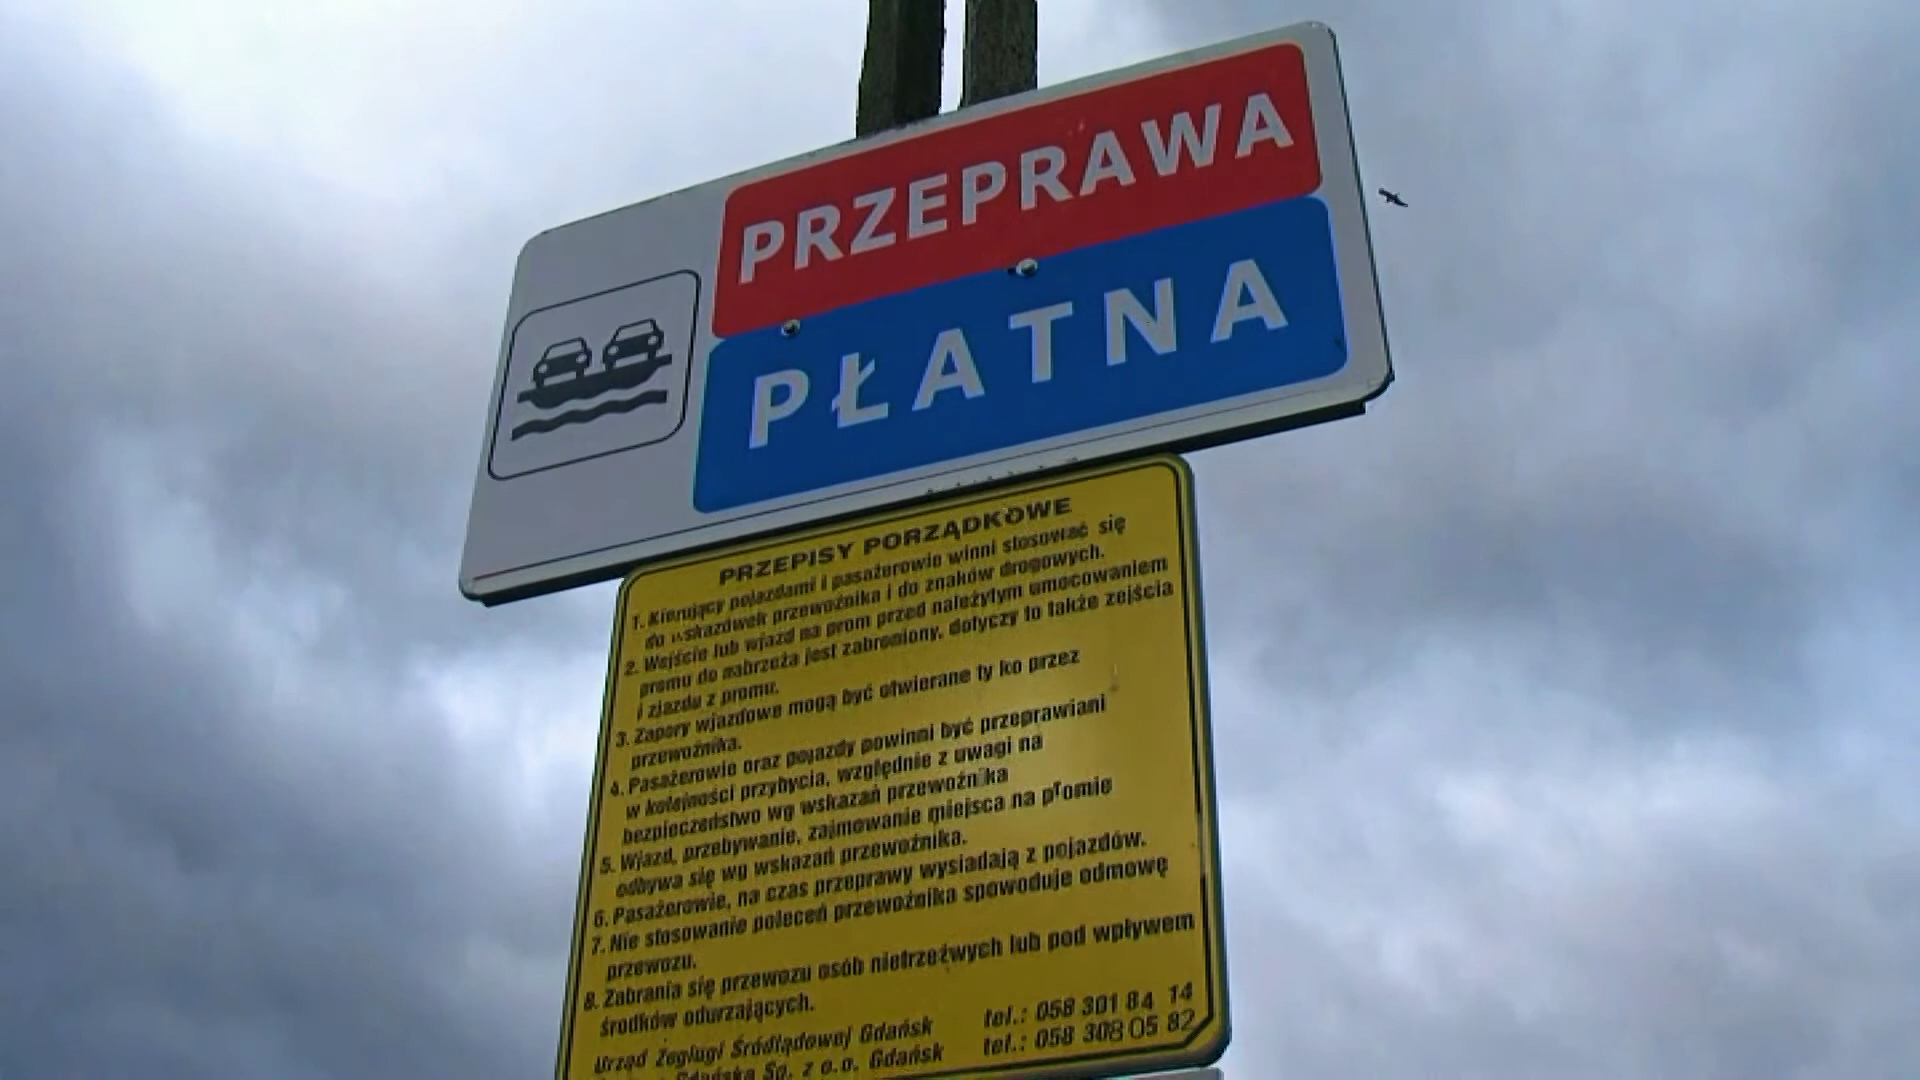 PRZEPRAWA
PŁATNA
PRZEPISY PORZĄDKOWE
1. Kierujący pojazdami i pasażerowie winni stosować się
do wskazówek przewoźnika i do znaków drogowych.
2. Wejście lub wjazd na prom przed należytym umocowaniem
promu do nabrzeża jest zabroniony, dotyczy to także zejścia
i zjazdu z promu.
3. Zapory wjazdowe mogą być otwierane ty ko przez
przewoźnika.
4. Pasażerowie oraz pojazdy powinni być przeprawiani
w kolejności przybycia, względnie z uwagi na
bezpieczeństwo wg wskazań przewoźnika
5. Wjazd, przebywanie, zajmowanie miejsca na promie
odbywa się wg wskazań przewoźnika.
6. Pasażerowie, na czas przeprawy wysiadają z pojazdów.
7. Nie stosowanie poleceń przewoźnika spowoduje odmowę
przewozu.
8. Zabrania się przewozu osób nietrzeźwych lub pod wpływem
środków odurzających.
Urząd Żeglugi Śródlądowej Gdańsk tel.: 058 301 84 14
Gdańska Sp. z o.o. Gdańsk tel.: 058 308 05 82